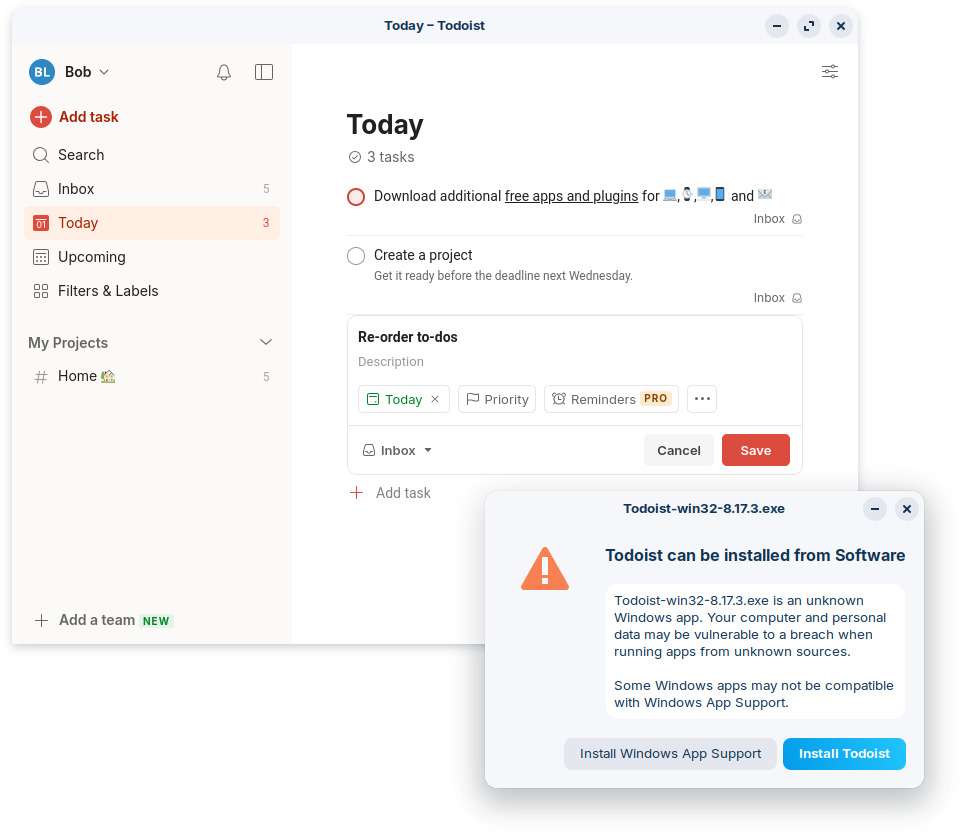 Today – Todoist
BL Bob
Add task
Search
Inbox 5
01 Today 3
Upcoming
Filters & Labels
My Projects
# Home 🏡 5
Add a team NEW
Today
3 tasks
Download additional free apps and plugins for 💻,⌚,🖥️,📱 and 📧
Inbox
Create a project
Get it ready before the deadline next Wednesday.
Inbox
Re-order to-dos
Description
Today × Priority Reminders PRO ···
Inbox Cancel Save
Add task
Todoist-win32-8.17.3.exe
Todoist can be installed from Software
Todoist-win32-8.17.3.exe is an unknown
Windows app. Your computer and personal
data may be vulnerable to a breach when
running apps from unknown sources.
Some Windows apps may not be compatible
with Windows App Support.
Install Windows App Support Install Todoist